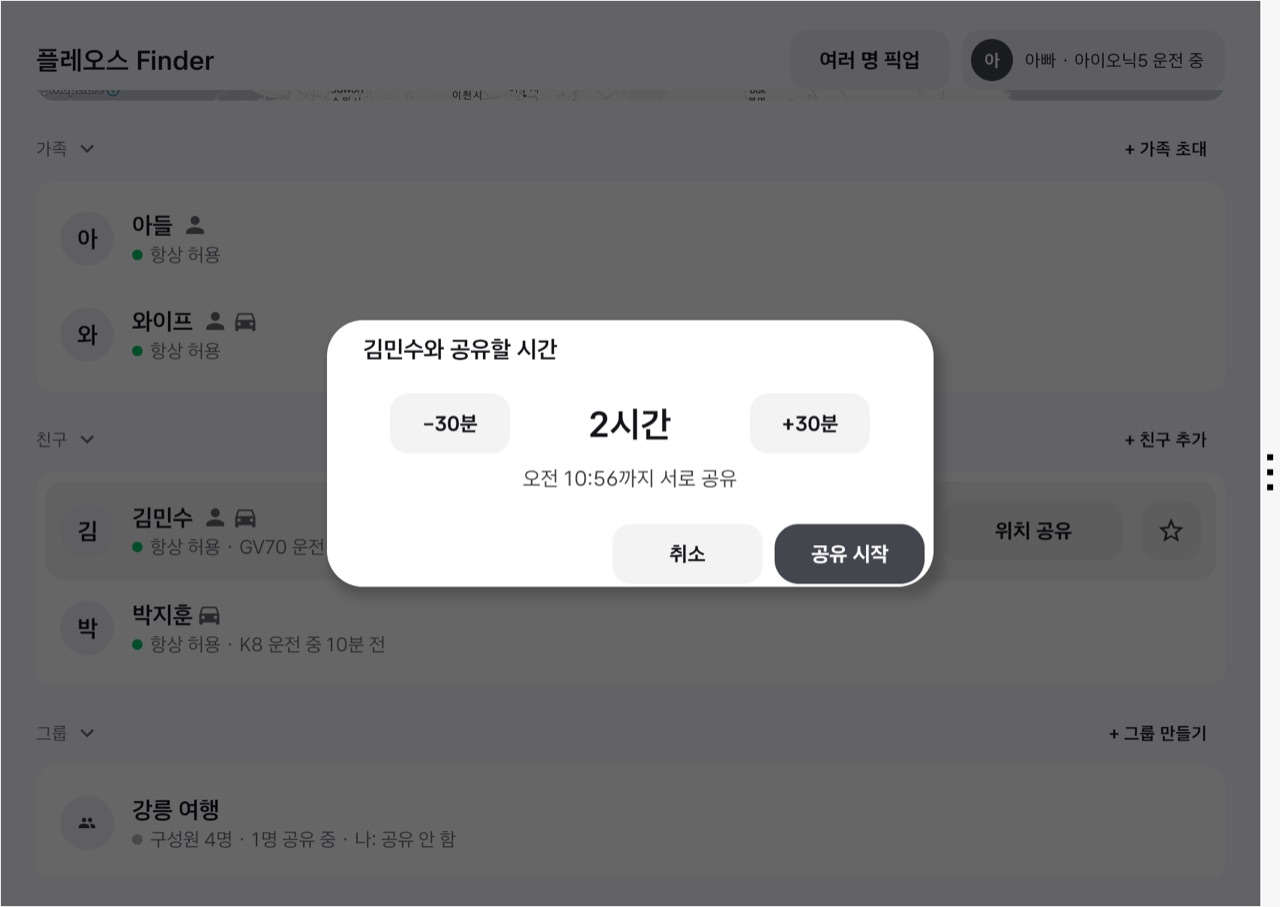 플레오스 Finder
여러 명 픽업
아
아빠 · 아이오닉5 운전 중
이천시
가족
+ 가족 초대
아
아들
항상 허용
와
와이프
항상 허용
김민수와 공유할 시간
-30분
2시간
+30분
오전 10:56까지 서로 공유
취소
공유 시작
친구
+ 친구 추가
김
김민수
항상 허용 · GV70 운전
위치 공유
박
박지훈
항상 허용 · K8 운전 중 10분 전
그룹
+ 그룹 만들기
강릉 여행
구성원 4명 · 1명 공유 중 · 나: 공유 안 함